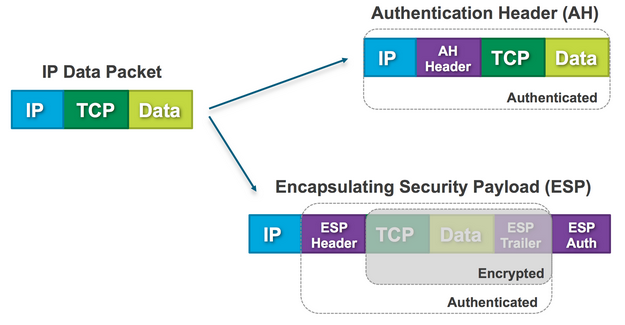 Authentication Header (AH)
IP
AH
Header
TCP
Data
Authenticated
IP Data Packet
IP
TCP
Data
Encapsulating Security Payload (ESP)
IP
ESP
Header
TCP
Data
ESP
Trailer
ESP
Auth
Encrypted
Authenticated